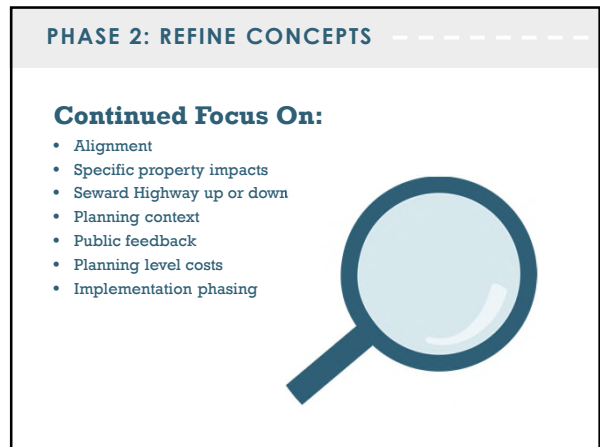 PHASE 2: REFINE CONCEPTS
Continued Focus On:
• Alignment
• Specific property impacts
• Seward Highway up or down
• Planning context
• Public feedback
• Planning level costs
• Implementation phasing